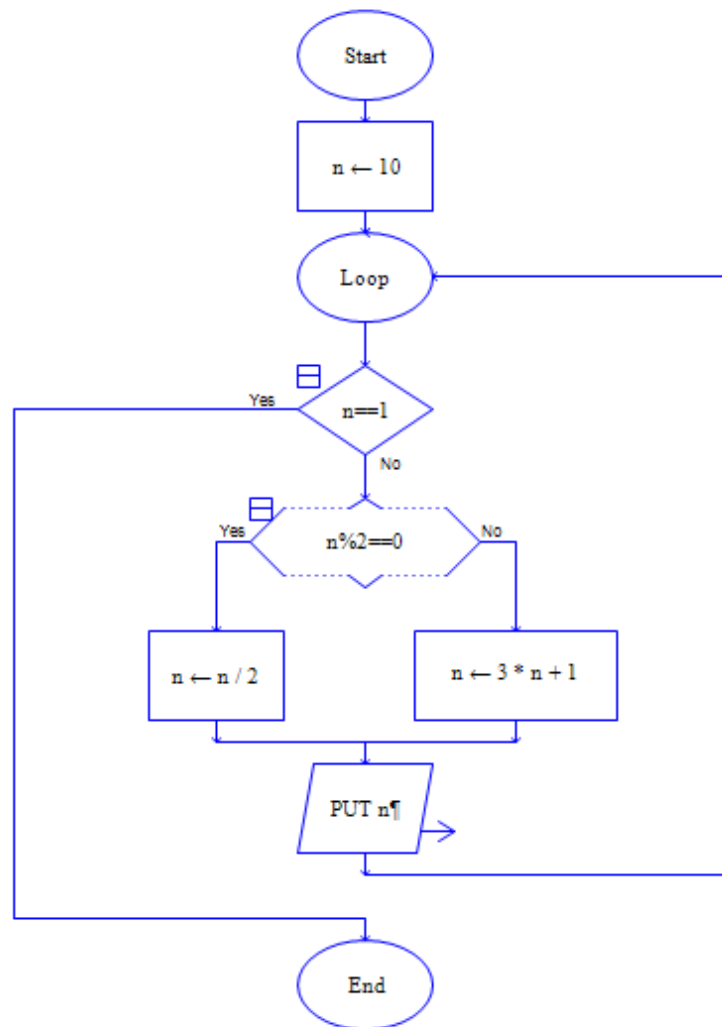 Start
n ← 10
Loop
Yes
n==1
No
Yes
n%2==0
No
n ← n / 2
n ← 3 * n + 1
PUT n¶
End